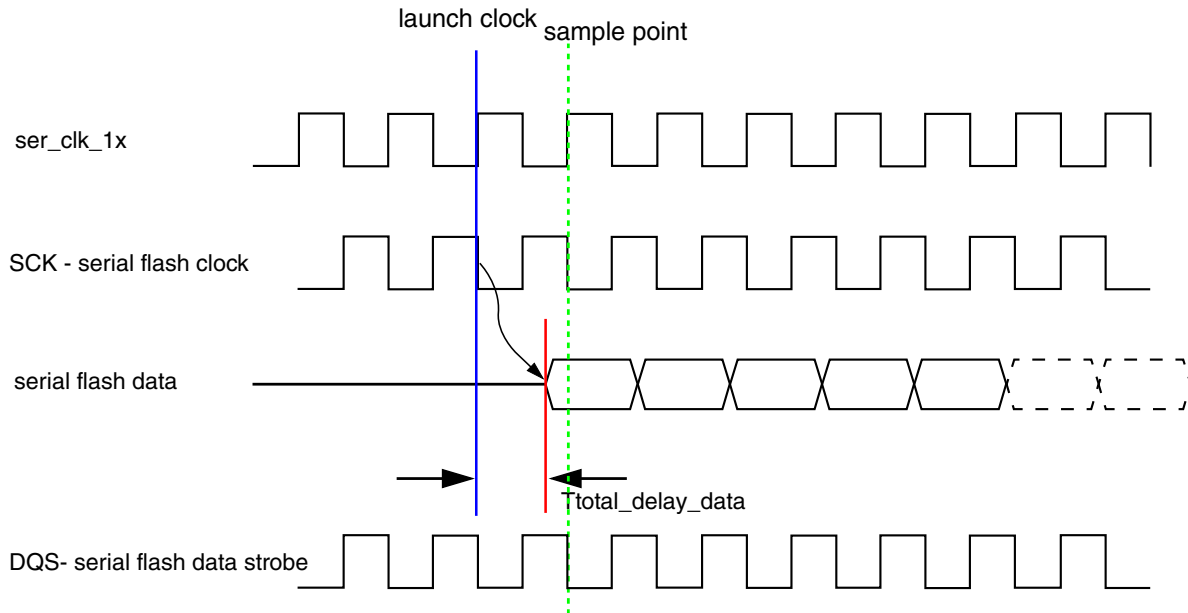 launch clock
sample point
ser_clk_1x
SCK - serial flash clock
serial flash data
Ttotal_delay_data
DQS- serial flash data strobe